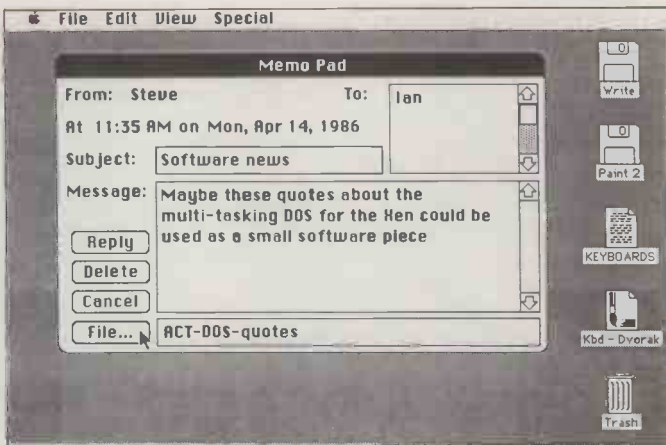 File Edit View Special
Memo Pad
From: Steve To: Ian
At 11:35 AM on Mon, Apr 14, 1986
Subject: Software news
Message: Maybe these quotes about the
multi-tasking DOS for the Xen could be
used as a small software piece
Reply
Delete
Cancel
File... ACT-DOS-quotes
Write
Paint 2
KEYBOARDS
Kbd - Dvorak
Trash